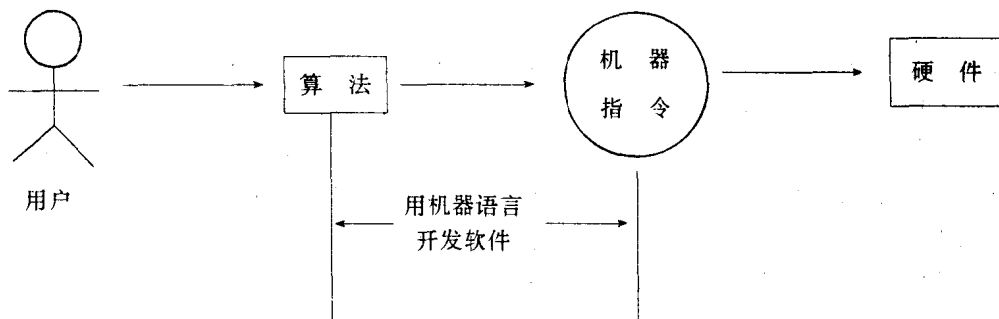 算 法
机 器
指 令
硬 件
用户
用机器语言
开发软件